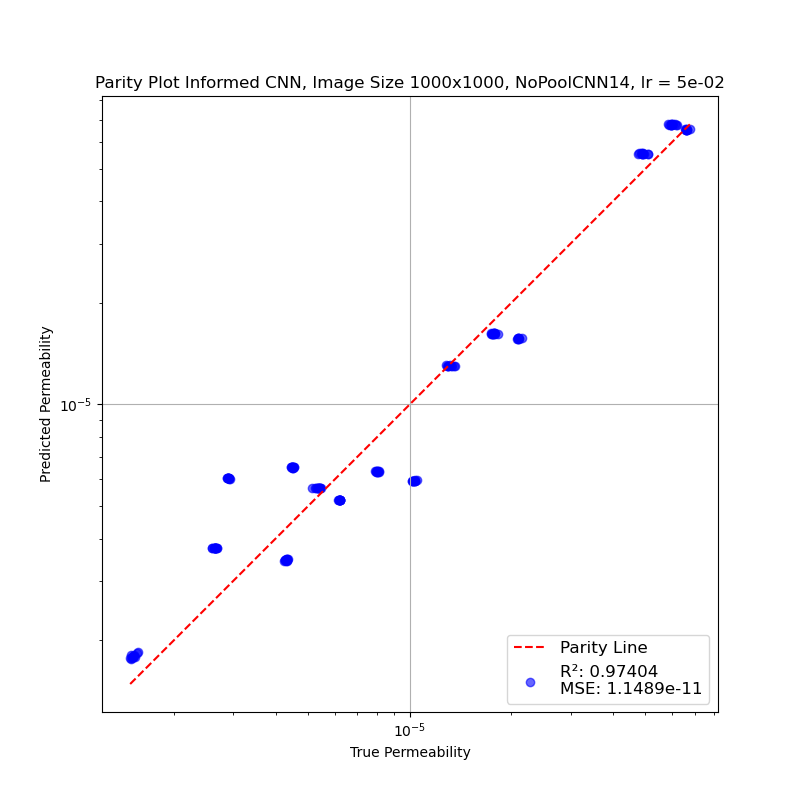 Parity Plot Informed CNN, Image Size 1000x1000, NoPoolCNN14, lr = 5e-02
Predicted Permeability
10⁻⁵
Parity Line
R²: 0.97404
MSE: 1.1489e-11
10⁻⁵
True Permeability